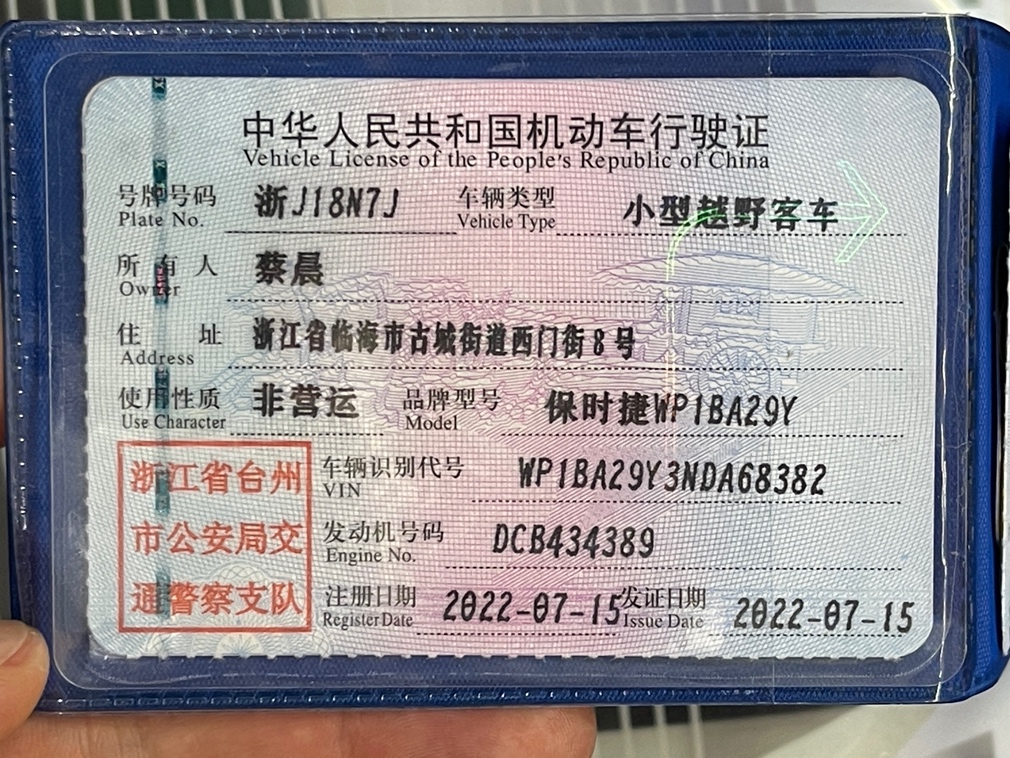 中华人民共和国机动车行驶证
Vehicle License of the People's Republic of China
号牌号码 浙J18N7J 车辆类型 小型越野客车
Plate No. Vehicle Type
所有人 蔡晨
Owner
住址 浙江省临海市古城街道西门街8号
Address
使用性质 非营运 品牌型号 保时捷WP1BA29Y
Use Character Model
浙江省台州
市公安局交
通警察支队
车辆识别代号 WP1BA29Y3NDA68382
VIN
发动机号码 DCB434389
Engine No.
注册日期 2022-07-15 发证日期 2022-07-15
Register Date Issue Date